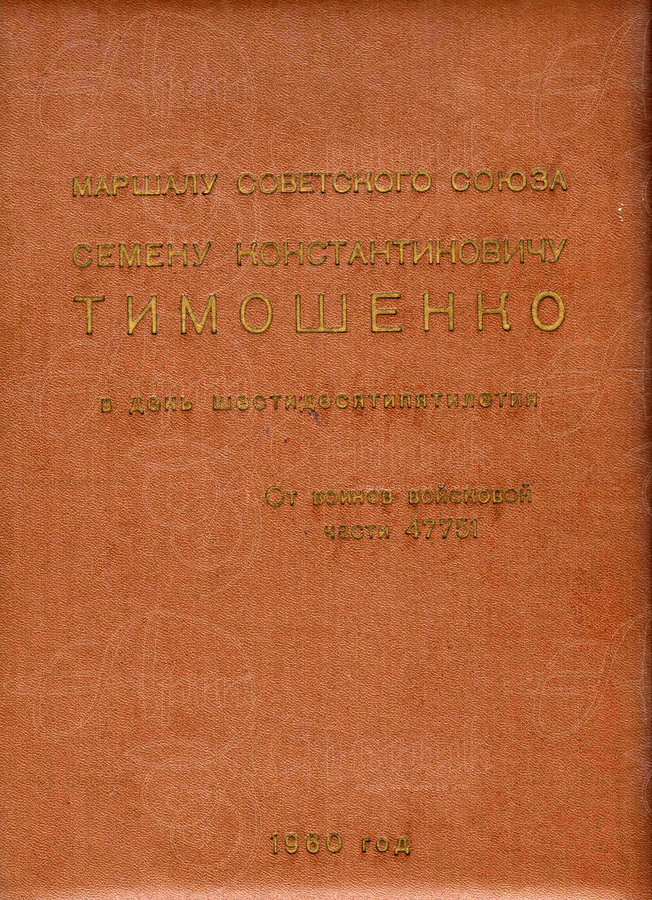 МАРШАЛУ СОВЕТСКОГО СОЮЗА
СЕМЕНУ КОНСТАНТИНОВИЧУ
ТИМОШЕНКО
в день шестидесятипятилетия
От воинов войсковой
части 47751
1960 год